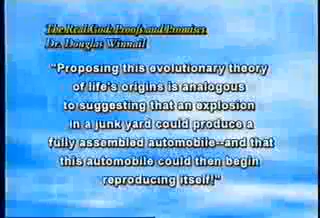 The Real God: Proofs and Promises
Dr. Douglas Winnail
"Proposing this evolutionary theory
of life's origins is analogous
to suggesting that an explosion
in a junk yard could produce a
fully assembled automobile--and that
this automobile could then begin
reproducing itself!"